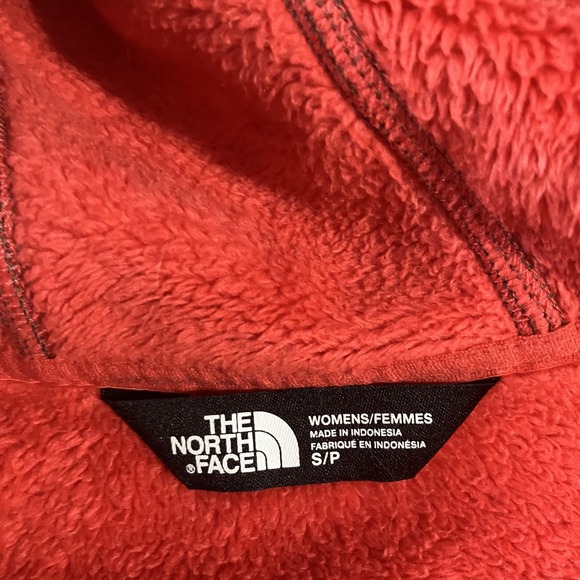 THE
NORTH
®FACE
WOMENS/FEMMES
MADE IN INDONESIA
FABRIQUÉ EN INDONÉSIA
S/P